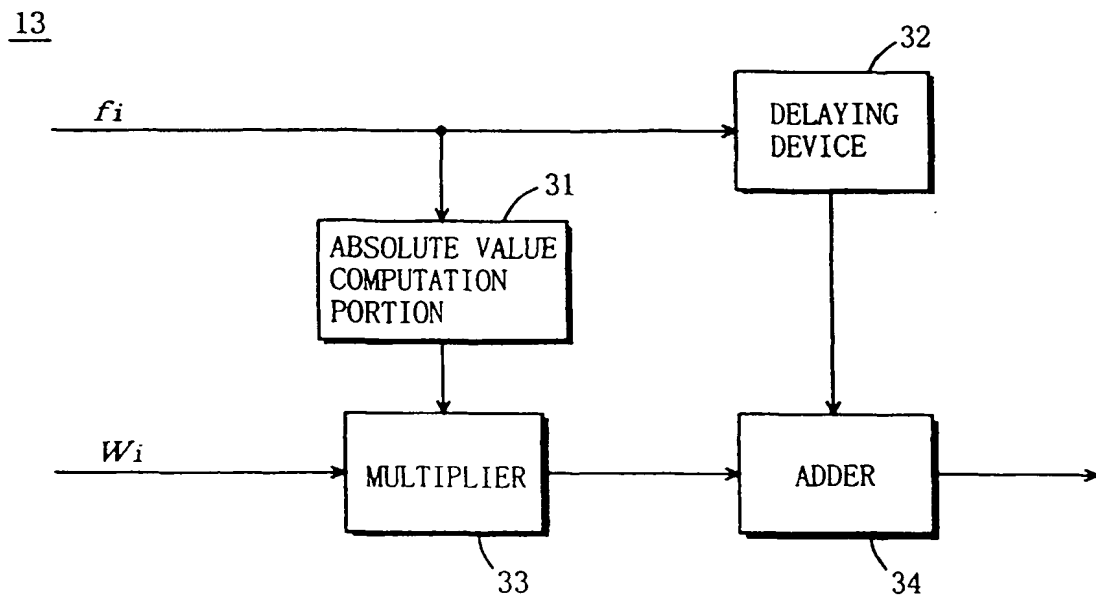 13
32
fi
DELAYING
DEVICE
31
ABSOLUTE VALUE
COMPUTATION
PORTION
Wi
MULTIPLIER
ADDER
33
34